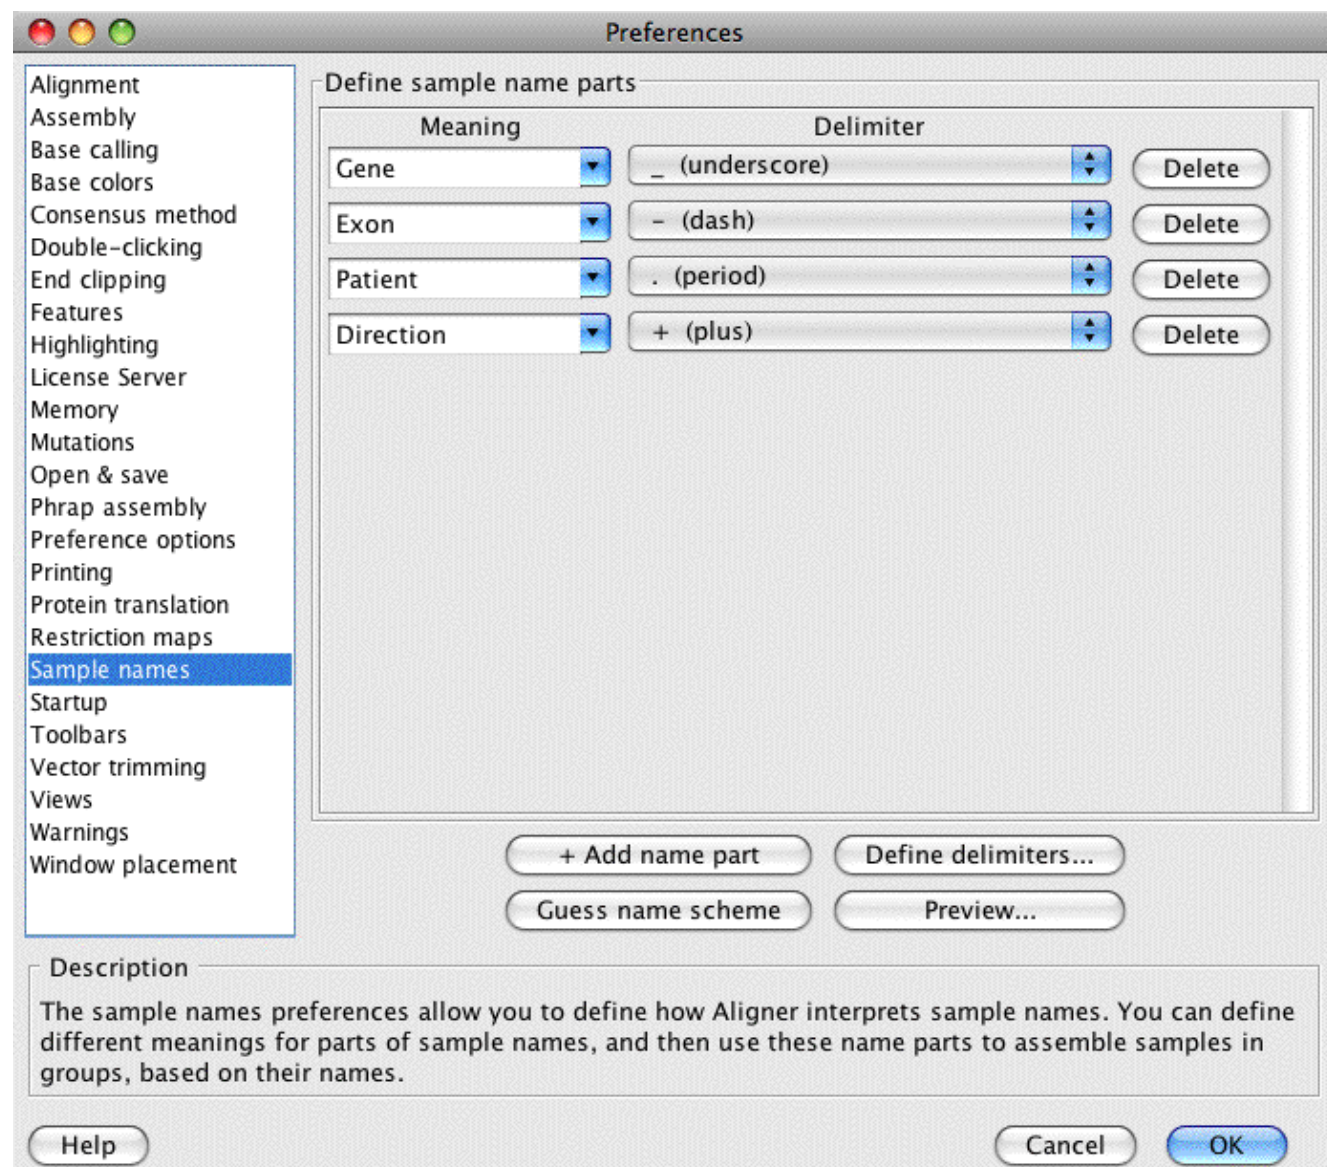 Preferences
Alignment
Assembly
Base calling
Base colors
Consensus method
Double-clicking
End clipping
Features
Highlighting
License Server
Memory
Mutations
Open & save
Phrap assembly
Preference options
Printing
Protein translation
Restriction maps
Sample names
Startup
Toolbars
Vector trimming
Views
Warnings
Window placement
Define sample name parts
Meaning Delimiter
Gene _ (underscore) Delete
Exon - (dash) Delete
Patient . (period) Delete
Direction + (plus) Delete
+ Add name part Define delimiters...
Guess name scheme Preview...
Description
The sample names preferences allow you to define how Aligner interprets sample names. You can define
different meanings for parts of sample names, and then use these name parts to assemble samples in
groups, based on their names.
Help Cancel OK